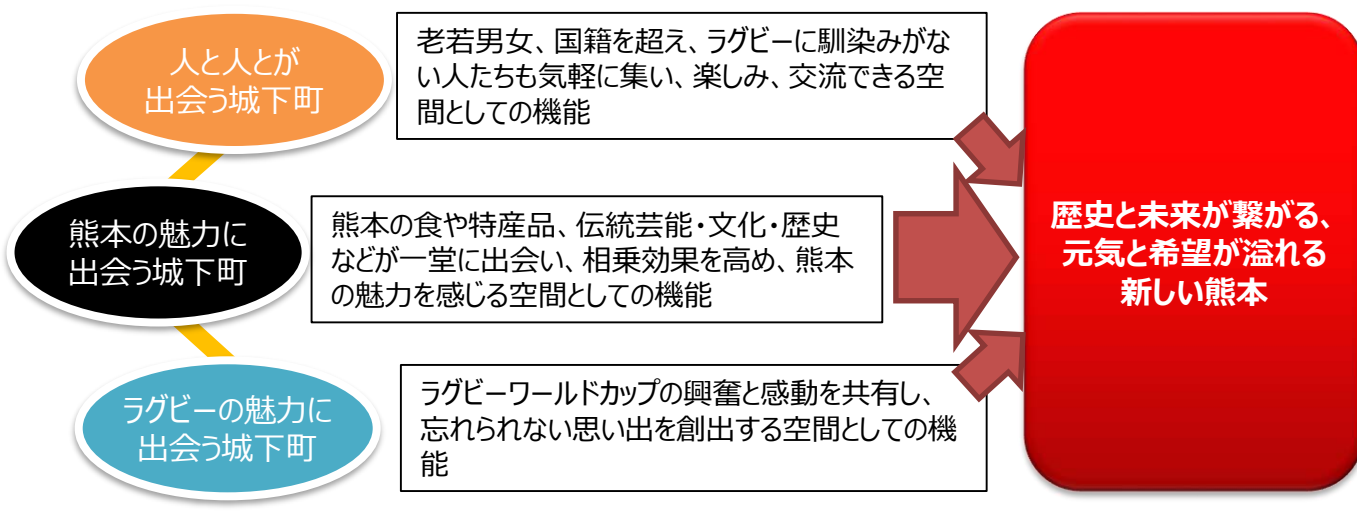 人と人とが
出会う城下町
老若男女、国籍を超え、ラグビーに馴染みがな
い人たちも気軽に集い、楽しみ、交流できる空
間としての機能
熊本の魅力に
出会う城下町
熊本の食や特産品、伝統芸能・文化・歴史
などが一堂に出会い、相乗効果を高め、熊本
の魅力を感じる空間としての機能
ラグビーの魅力に
出会う城下町
ラグビーワールドカップの興奮と感動を共有し、
忘れられない思い出を創出する空間としての機
能
歴史と未来が繋がる、
元気と希望が溢れる
新しい熊本